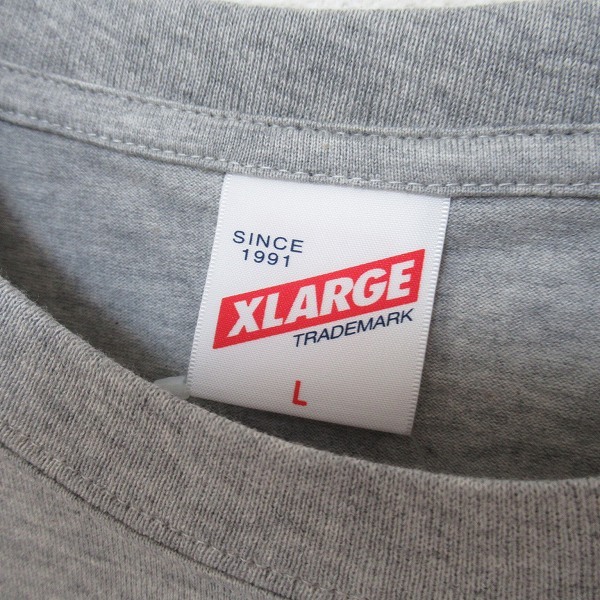 SINCE
1991
XLARGE
TRADEMARK
L